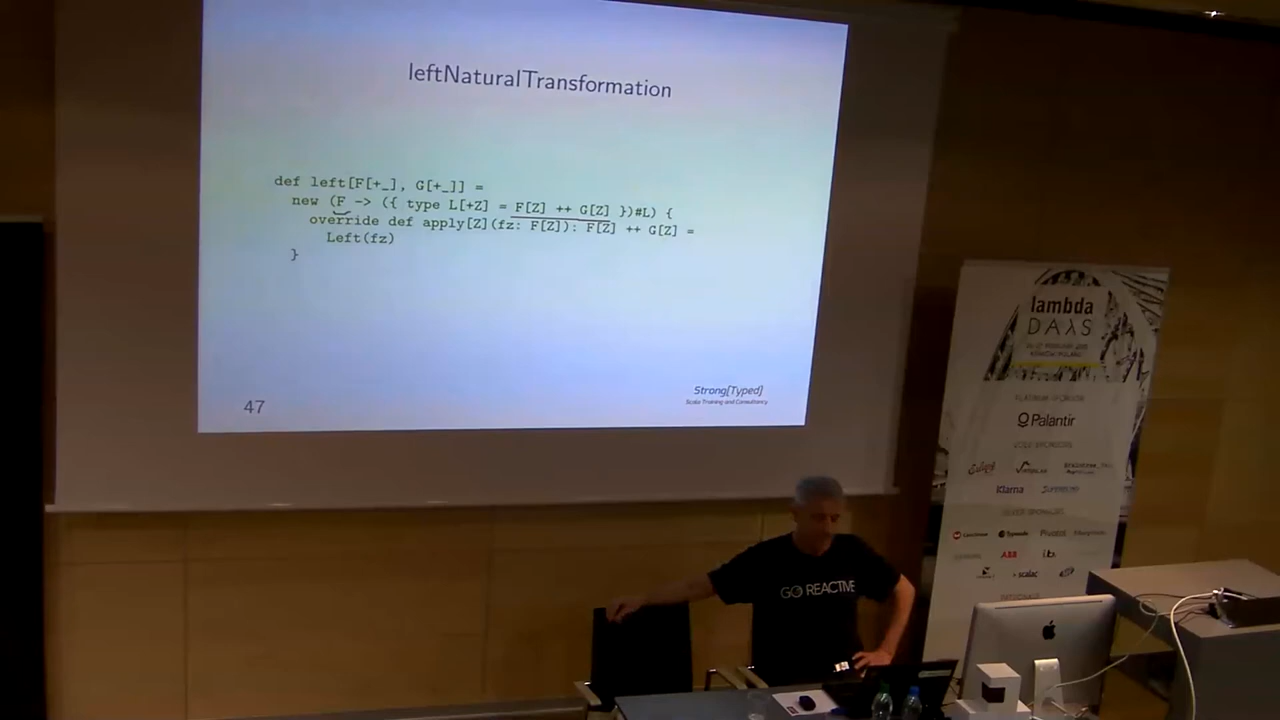 leftNaturalTransformation
def left[F[+_], G[+_]] =
new (F -> ({ type L[+Z] = F[Z] ++ G[Z] })#L) {
override def apply[Z](fz: F[Z]): F[Z] ++ G[Z] =
Left(fz)
}
47
Strong[Typed]
Scala Training and Consultancy
GO REACTIVE
lambda
DAλS
Palantir
Klarna
Pivotal
ABB
scalac